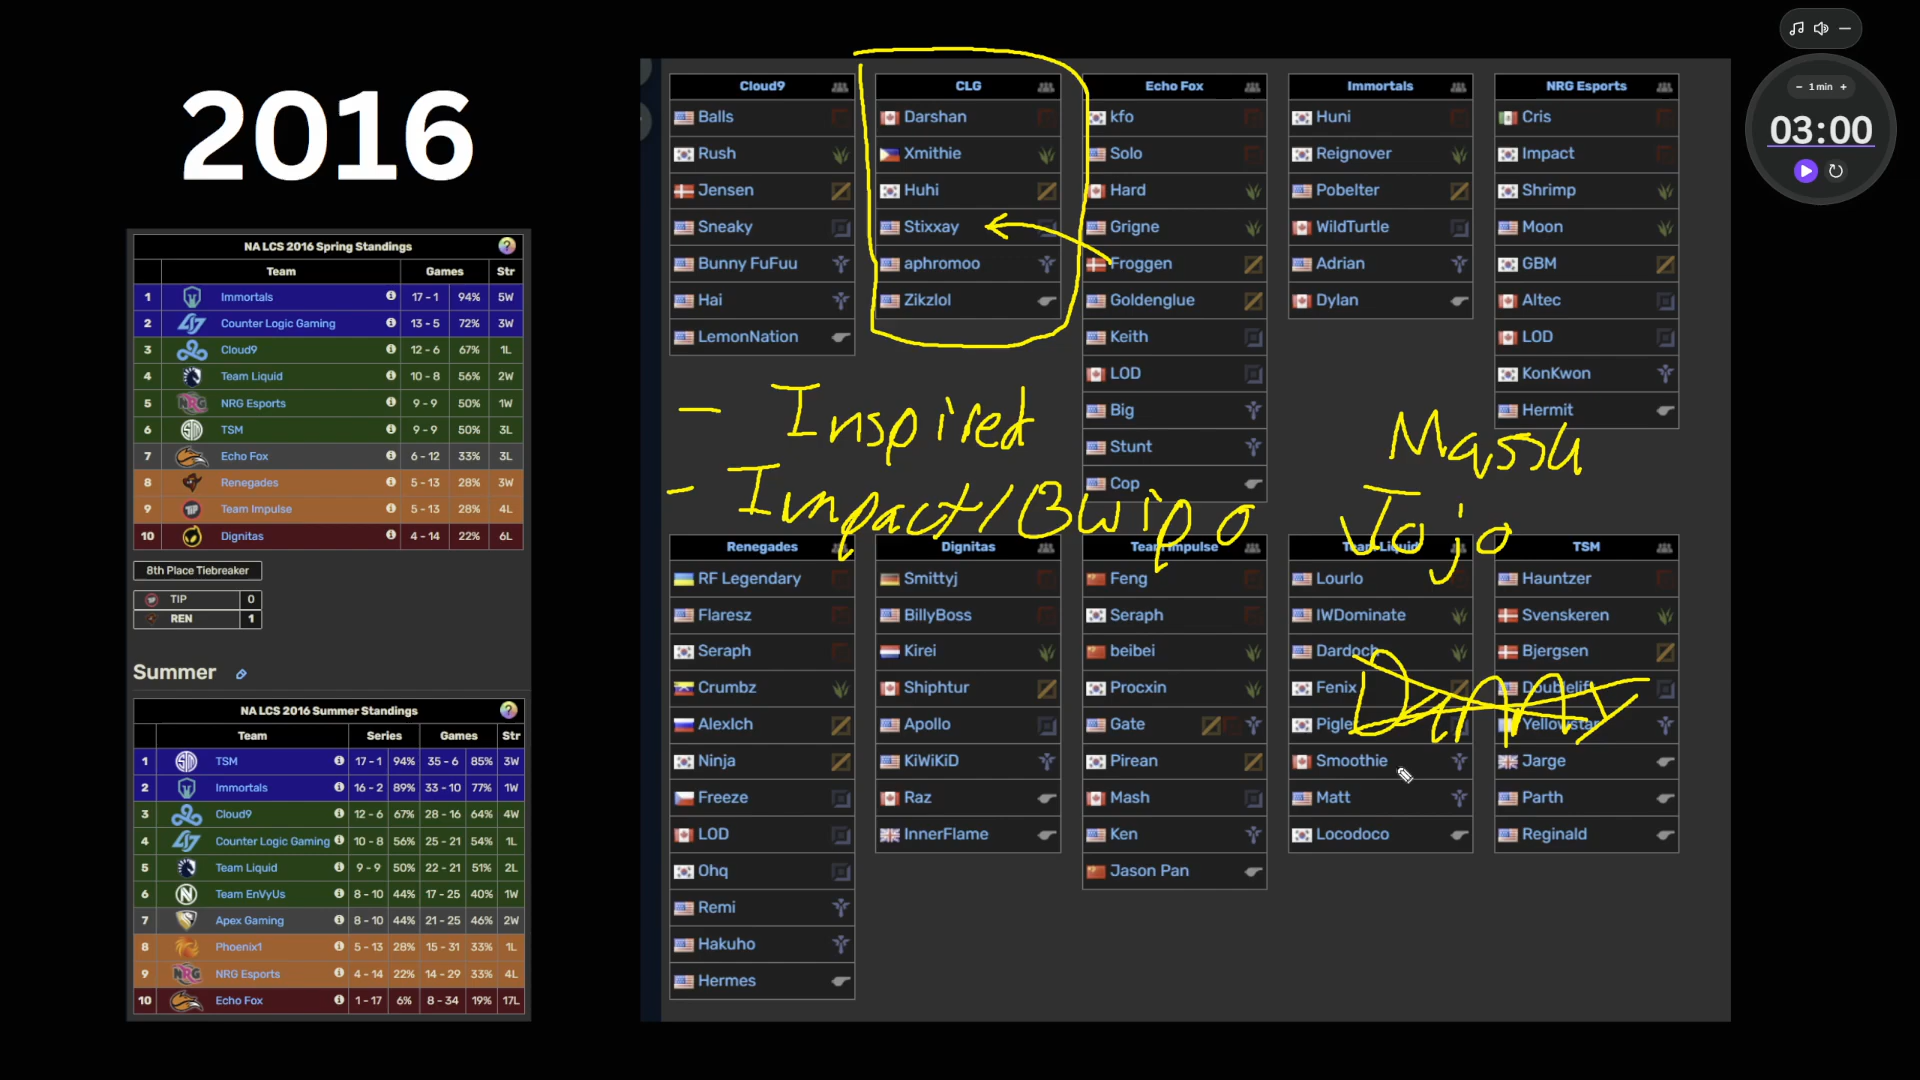 2016
NA LCS 2016 Spring Standings
Team Games Str
1 Immortals 17 - 1 94% 5W
2 Counter Logic Gaming 13 - 5 72% 3W
3 Cloud9 12 - 6 67% 1L
4 Team Liquid 10 - 8 56% 2W
5 NRG Esports 9 - 9 50% 1W
6 TSM 9 - 9 50% 3L
7 Echo Fox 6 - 12 33% 3L
8 Renegades 5 - 13 28% 3W
9 Team Impulse 5 - 13 28% 4L
10 Dignitas 4 - 14 22% 6L
8th Place Tiebreaker
TIP 0
REN 1
Summer
NA LCS 2016 Summer Standings
Team Series Games Str
1 TSM 17 - 1 94% 35 - 6 85% 3W
2 Immortals 16 - 2 89% 33 - 10 77% 1W
3 Cloud9 12 - 6 67% 28 - 16 64% 4W
4 Counter Logic Gaming 10 - 8 56% 25 - 21 54% 1L
5 Team Liquid 9 - 9 50% 22 - 21 51% 2L
6 Team EnVyUs 8 - 10 44% 17 - 25 40% 1W
7 Apex Gaming 8 - 10 44% 21 - 25 46% 2W
8 Phoenix1 5 - 13 28% 15 - 31 33% 1L
9 NRG Esports 4 - 14 22% 14 - 29 33% 4L
10 Echo Fox 1 - 17 6% 8 - 34 19% 17L
Cloud9
Balls
Rush
Jensen
Sneaky
Bunny FuFuu
Hai
LemonNation
CLG
Darshan
Xmithie
Huhi
Stixxay
aphromoo
Zikzlol
Echo Fox
kfo
Solo
Hard
Grigne
Froggen
Goldenglue
Keith
LOD
Big
Stunt
Cop
Immortals
Huni
Reignover
Pobelter
WildTurtle
Adrian
Dylan
NRG Esports
Cris
Impact
Shrimp
Moon
GBM
Altec
LOD
KonKwon
Hermit
- Inspired
- Impact/Bwipo
Massu
Jojo
Renegades
RF Legendary
Flaresz
Seraph
Crumbz
AlexIch
Ninja
Freeze
LOD
Ohq
Remi
Hakuho
Hermes
Dignitas
Smittyj
BillyBoss
Kirei
Shiphtur
Apollo
KiWiKiD
Raz
InnerFlame
Team Impulse
Feng
Seraph
beibei
Procxin
Gate
Pirean
Mash
Ken
Jason Pan
Team Liquid
Lourlo
IWDominate
Dardoch
Fenix
Smoothie
Matt
Locodoco
TSM
Hauntzer
Svenskeren
Bjergsen
Doublelift
Yellowstar
Jarge
Parth
Reginald
− 1 min +
03:00